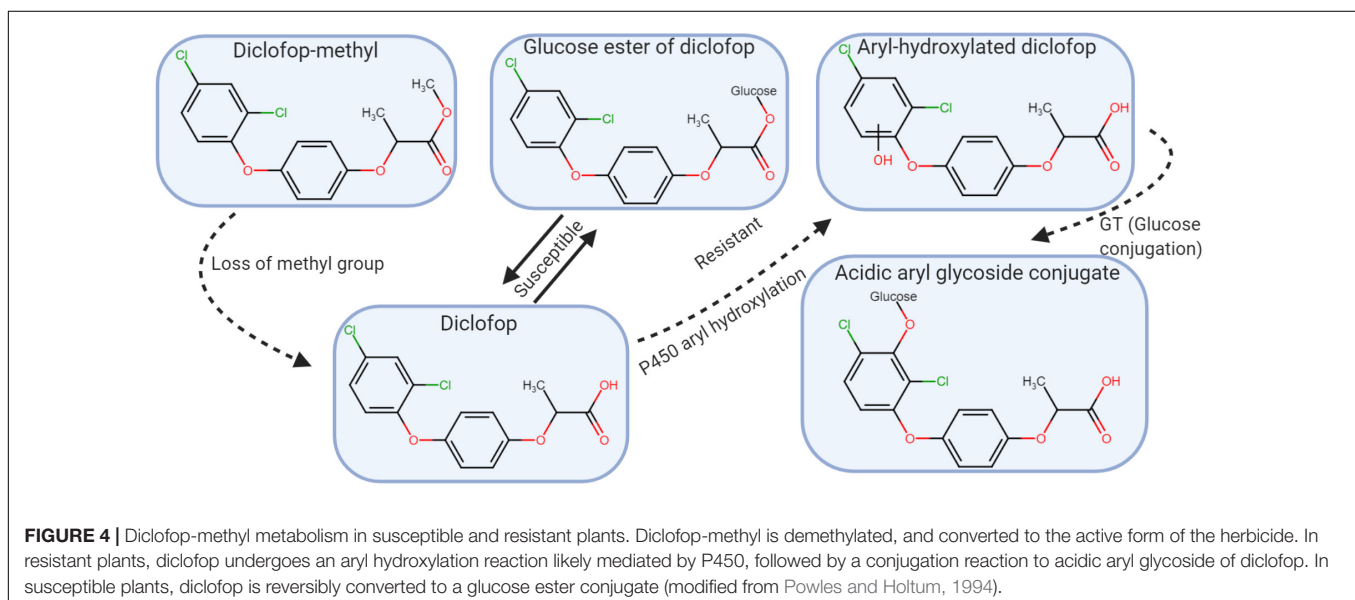 Diclofop-methyl
Cl
Cl
H₃C
H₃C
O
O
O
O
Glucose ester of diclofop
Cl
Cl
Glucose
H₃C
O
O
O
O
Aryl-hydroxylated diclofop
Cl
Cl
OH
H₃C
OH
O
O
O
Loss of methyl group
Susceptible
Resistant
P450 aryl hydroxylation
GT (Glucose
conjugation)
Diclofop
Cl
Cl
H₃C
OH
O
O
O
Acidic aryl glycoside conjugate
Glucose
Cl
O
Cl
H₃C
OH
O
O
O
FIGURE 4 | Diclofop-methyl metabolism in susceptible and resistant plants. Diclofop-methyl is demethylated, and converted to the active form of the herbicide. In
resistant plants, diclofop undergoes an aryl hydroxylation reaction likely mediated by P450, followed by a conjugation reaction to acidic aryl glycoside of diclofop. In
susceptible plants, diclofop is reversibly converted to a glucose ester conjugate (modified from Powles and Holtum, 1994).